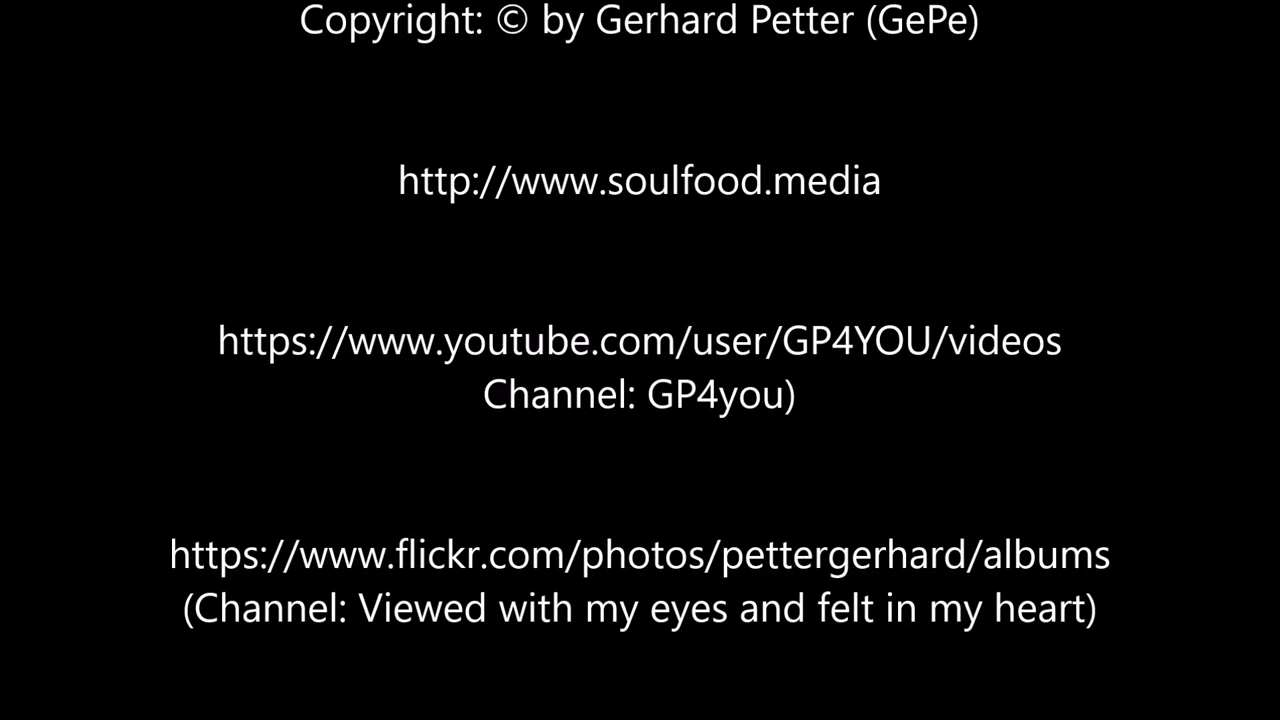 Copyright: © by Gerhard Petter (GePe)
http://www.soulfood.media
https://www.youtube.com/user/GP4YOU/videos
Channel: GP4you)
https://www.flickr.com/photos/pettergerhard/albums
(Channel: Viewed with my eyes and felt in my heart)